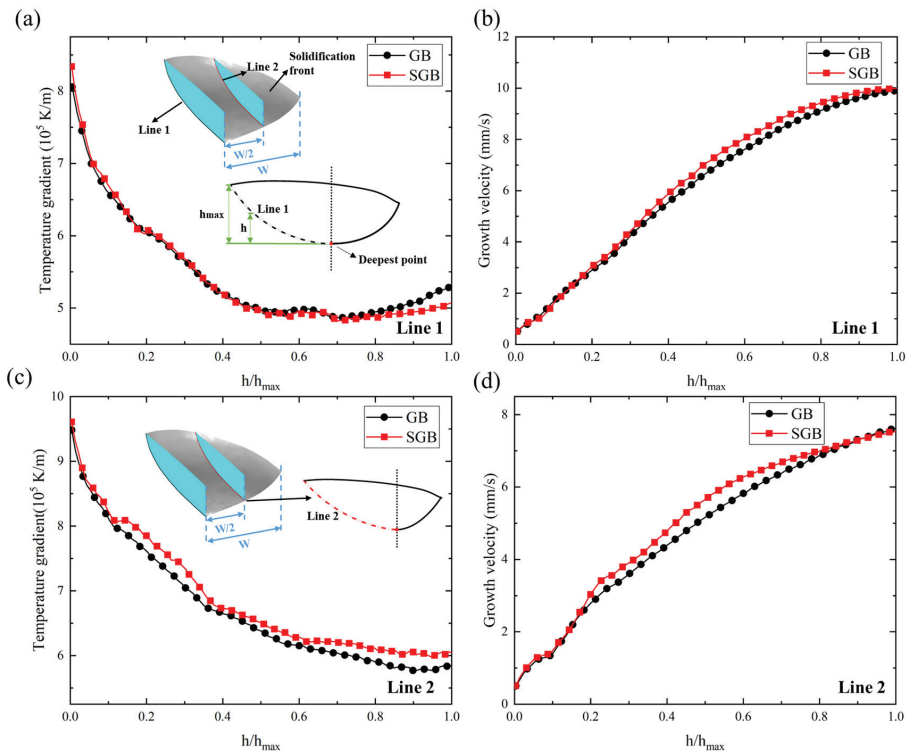 (a)
Temperature gradient (10⁵ K/m)
8
7
6
5
0.0 0.2 0.4 0.6 0.8 1.0
h/hmax
GB
SGB
Line 2
Solidification
front
Line 1
W/2
W
hmax
h
Line 1
Deepest point
Line 1
(b)
Growth velocity (mm/s)
12
10
8
6
4
2
0
0.0 0.2 0.4 0.6 0.8 1.0
h/hmax
GB
SGB
Line 1
(c)
Temperature gradient(10⁵ K/m)
10
9
8
7
6
0.0 0.2 0.4 0.6 0.8 1.0
h/hmax
GB
SGB
W/2
W
Line 2
Line 2
(d)
Growth velocity (mm/s)
8
6
4
2
0
0.0 0.2 0.4 0.6 0.8 1.0
h/hmax
GB
SGB
Line 2